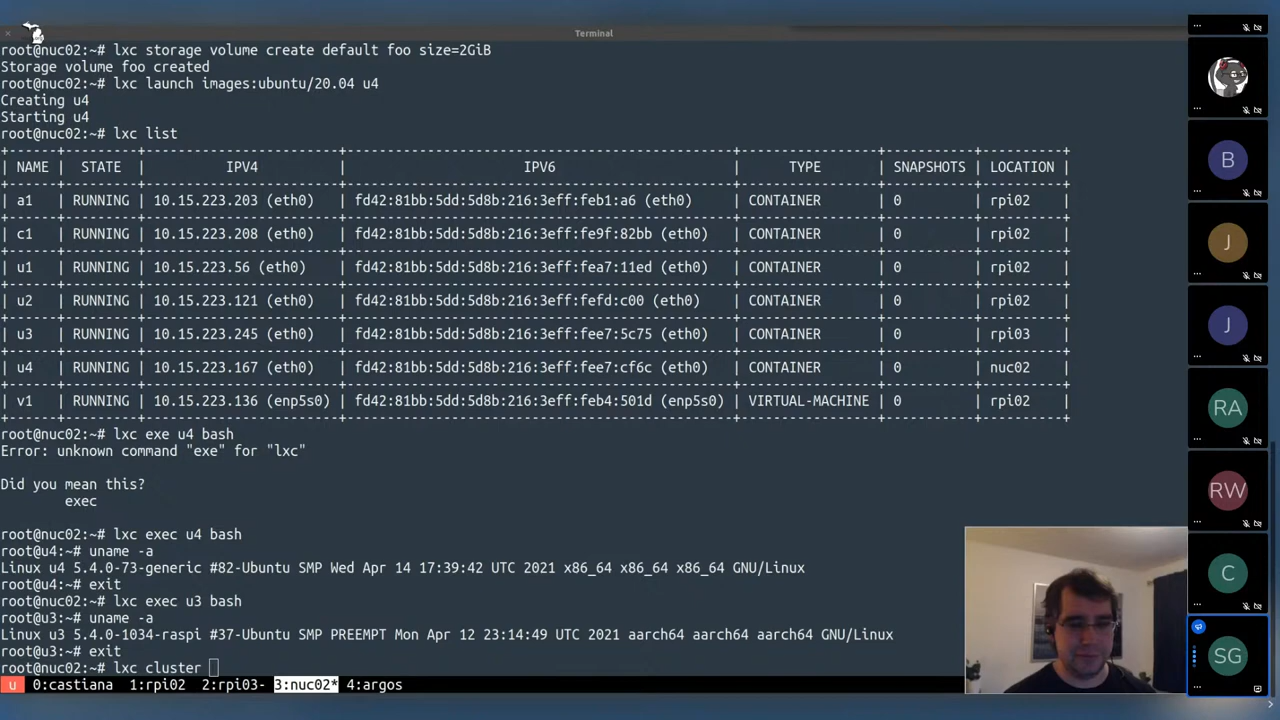 Terminal
root@nuc02:~# lxc storage volume create default foo size=2GiB
Storage volume foo created
root@nuc02:~# lxc launch images:ubuntu/20.04 u4
Creating u4
Starting u4
root@nuc02:~# lxc list
| NAME | STATE | IPV4 | IPV6 | TYPE | SNAPSHOTS | LOCATION |
| a1 | RUNNING | 10.15.223.203 (eth0) | fd42:81bb:5dd:5d8b:216:3eff:feb1:a6 (eth0) | CONTAINER | 0 | rpi02 |
| c1 | RUNNING | 10.15.223.208 (eth0) | fd42:81bb:5dd:5d8b:216:3eff:fe9f:82bb (eth0) | CONTAINER | 0 | rpi02 |
| u1 | RUNNING | 10.15.223.56 (eth0) | fd42:81bb:5dd:5d8b:216:3eff:fea7:11ed (eth0) | CONTAINER | 0 | rpi02 |
| u2 | RUNNING | 10.15.223.121 (eth0) | fd42:81bb:5dd:5d8b:216:3eff:fefd:c00 (eth0) | CONTAINER | 0 | rpi02 |
| u3 | RUNNING | 10.15.223.245 (eth0) | fd42:81bb:5dd:5d8b:216:3eff:fee7:5c75 (eth0) | CONTAINER | 0 | rpi03 |
| u4 | RUNNING | 10.15.223.167 (eth0) | fd42:81bb:5dd:5d8b:216:3eff:fee7:cf6c (eth0) | CONTAINER | 0 | nuc02 |
| v1 | RUNNING | 10.15.223.136 (enp5s0) | fd42:81bb:5dd:5d8b:216:3eff:feb4:501d (enp5s0) | VIRTUAL-MACHINE | 0 | rpi02 |
root@nuc02:~# lxc exe u4 bash
Error: unknown command "exe" for "lxc"
Did you mean this?
exec
root@nuc02:~# lxc exec u4 bash
root@u4:~# uname -a
Linux u4 5.4.0-73-generic #82-Ubuntu SMP Wed Apr 14 17:39:42 UTC 2021 x86_64 x86_64 x86_64 GNU/Linux
root@u4:~# exit
root@nuc02:~# lxc exec u3 bash
root@u3:~# uname -a
Linux u3 5.4.0-1034-raspi #37-Ubuntu SMP PREEMPT Mon Apr 12 23:14:49 UTC 2021 aarch64 aarch64 aarch64 GNU/Linux
root@u3:~# exit
root@nuc02:~# lxc cluster
u 0:castiana 1:rpi02 2:rpi03- 3:nuc02* 4:argos
B
J
J
RA
RW
C
SG